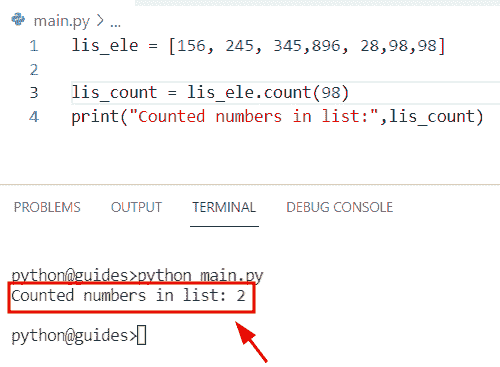 main.py > ...
1 lis_ele = [156, 245, 345,896, 28,98,98]
2
3 lis_count = lis_ele.count(98)
4 print("Counted numbers in list:",lis_count)
PROBLEMS OUTPUT TERMINAL DEBUG CONSOLE
python@guides>python main.py
Counted numbers in list: 2
python@guides>